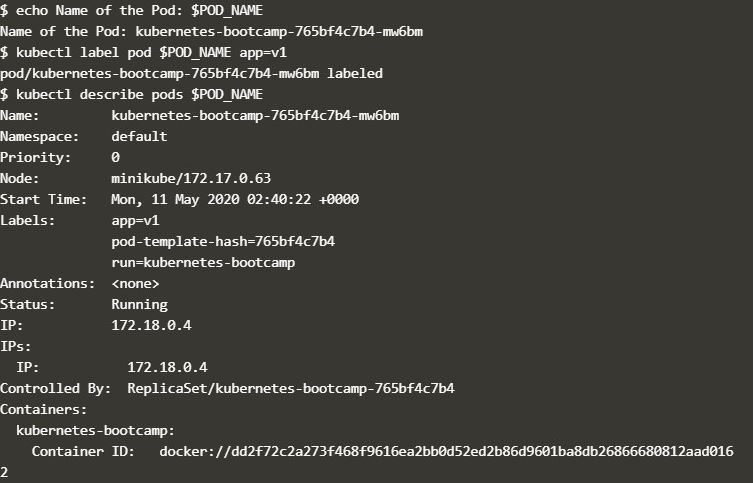 $ echo Name of the Pod: $POD_NAME
Name of the Pod: kubernetes-bootcamp-765bf4c7b4-mw6bm
$ kubectl label pod $POD_NAME app=v1
pod/kubernetes-bootcamp-765bf4c7b4-mw6bm labeled
$ kubectl describe pods $POD_NAME
Name:         kubernetes-bootcamp-765bf4c7b4-mw6bm
Namespace:    default
Priority:     0
Node:         minikube/172.17.0.63
Start Time:   Mon, 11 May 2020 02:40:22 +0000
Labels:       app=v1
              pod-template-hash=765bf4c7b4
              run=kubernetes-bootcamp
Annotations:  <none>
Status:       Running
IP:           172.18.0.4
IPs:
  IP:           172.18.0.4
Controlled By:  ReplicaSet/kubernetes-bootcamp-765bf4c7b4
Containers:
  kubernetes-bootcamp:
    Container ID:   docker://dd2f72c2a273f468f9616ea2bb0d52ed2b86d9601ba8db26866680812aad016
2